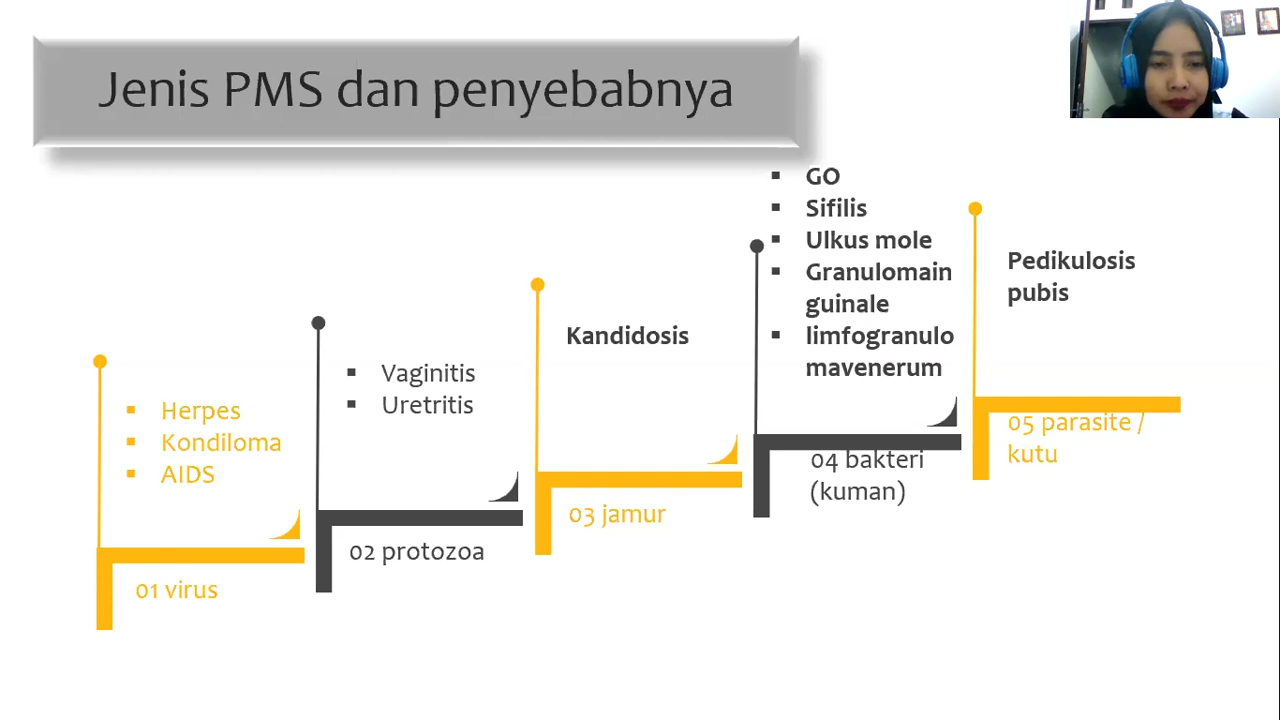 Jenis PMS dan penyebabnya
Herpes
Kondiloma
AIDS
01 virus
Vaginitis
Uretritis
02 protozoa
Kandidosis
03 jamur
GO
Sifilis
Ulkus mole
Granulomain
guinale
limfogranulo
mavenerum
04 bakteri
(kuman)
Pedikulosis
pubis
05 parasite /
kutu